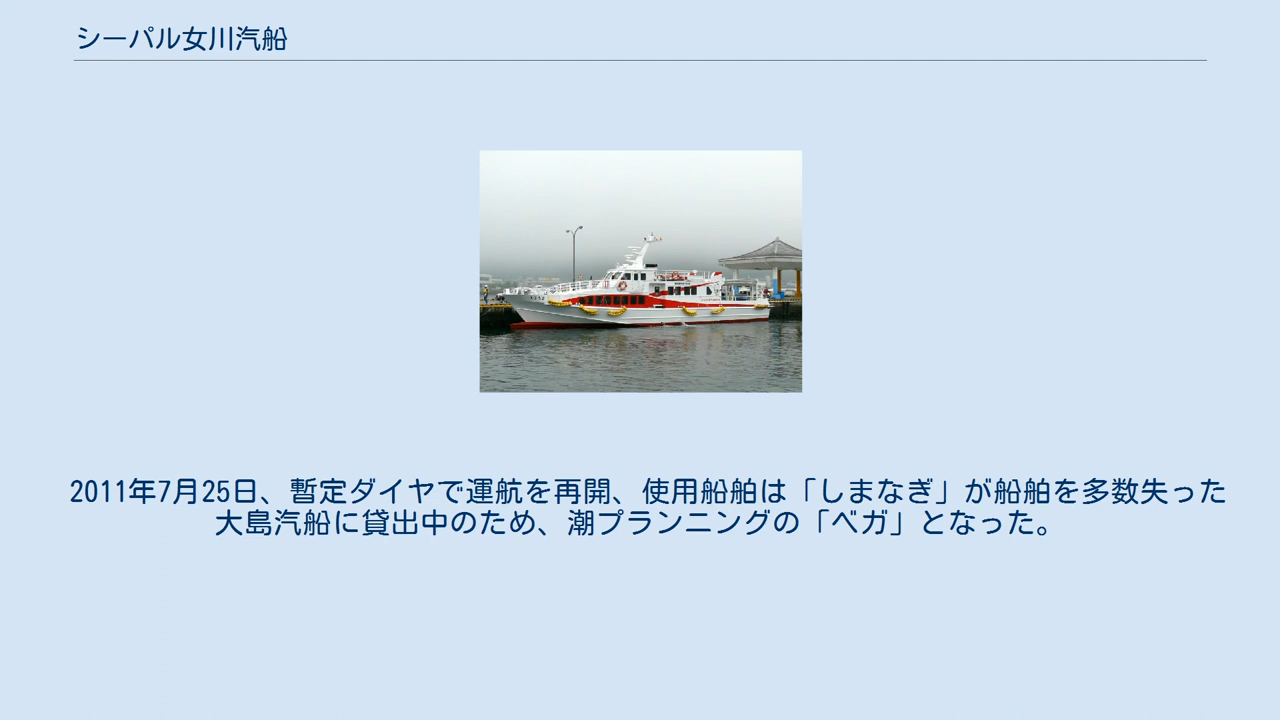 シーパル女川汽船
2011年7月25日、暫定ダイヤで運航を再開、使用船舶は「しまなぎ」が船舶を多数失った
大島汽船に貸出中のため、潮プランニングの「ベガ」となった。